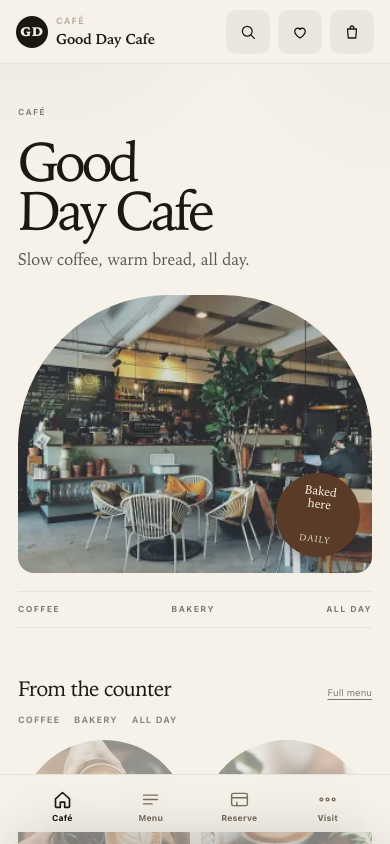 GD
CAFÉ
Good Day Café
CAFÉ
Good
Day Cafe
Slow coffee, warm bread, all day.
Baked
here
DAILY
COFFEE BAKERY ALL DAY
From the counter
Full menu
COFFEE BAKERY ALL DAY
Café Menu Reserve Visit